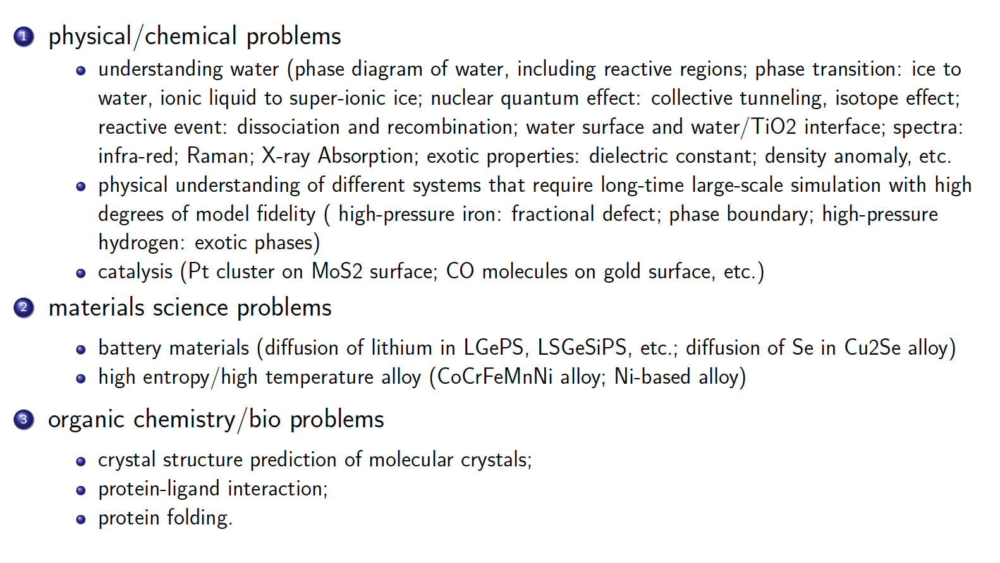 1 physical/chemical problems
understanding water (phase diagram of water, including reactive regions; phase transition: ice to
water, ionic liquid to super-ionic ice; nuclear quantum effect: collective tunneling, isotope effect;
reactive event: dissociation and recombination; water surface and water/TiO2 interface; spectra:
infra-red; Raman; X-ray Absorption; exotic properties: dielectric constant; density anomaly, etc.
physical understanding of different systems that require long-time large-scale simulation with high
degrees of model fidelity ( high-pressure iron: fractional defect; phase boundary; high-pressure
hydrogen: exotic phases)
catalysis (Pt cluster on MoS2 surface; CO molecules on gold surface, etc.)
2 materials science problems
battery materials (diffusion of lithium in LGePS, LSGeSiPS, etc.; diffusion of Se in Cu2Se alloy)
high entropy/high temperature alloy (CoCrFeMnNi alloy; Ni-based alloy)
3 organic chemistry/bio problems
crystal structure prediction of molecular crystals;
protein-ligand interaction;
protein folding.